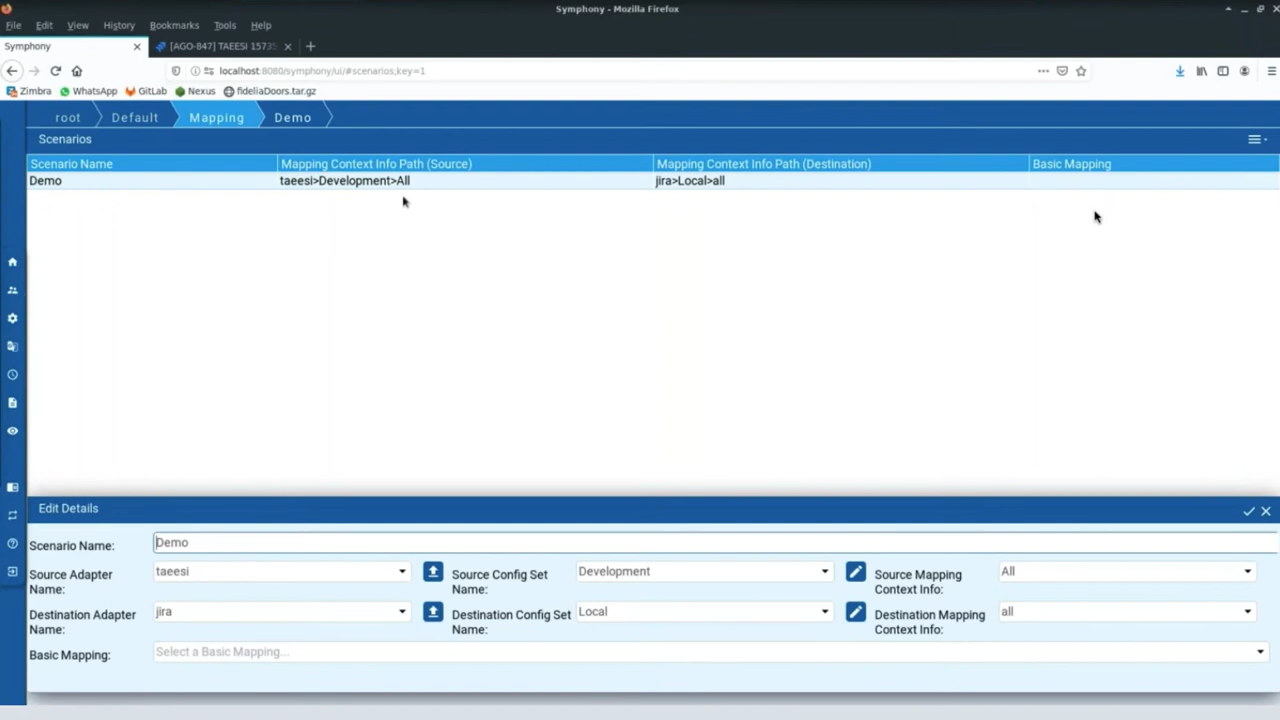 Symphony - Mozilla Firefox
File Edit View History Bookmarks Tools Help
Symphony
[AGO-847] TAEESI 1573
localhost:8080/symphony/ui/#scenarios;key=1
Zimbra WhatsApp GitLab Nexus fideliaDoors.tar.gz
root Default Mapping Demo
Scenarios
Scenario Name Mapping Context Info Path (Source) Mapping Context Info Path (Destination) Basic Mapping
Demo taeesi>Development>All jira>Local>all
Edit Details
Scenario Name: Demo
Source Adapter Name: taeesi Source Config Set Name: Development Source Mapping Context Info: All
Destination Adapter Name: jira Destination Config Set Name: Local Destination Mapping Context Info: all
Basic Mapping: Select a Basic Mapping...